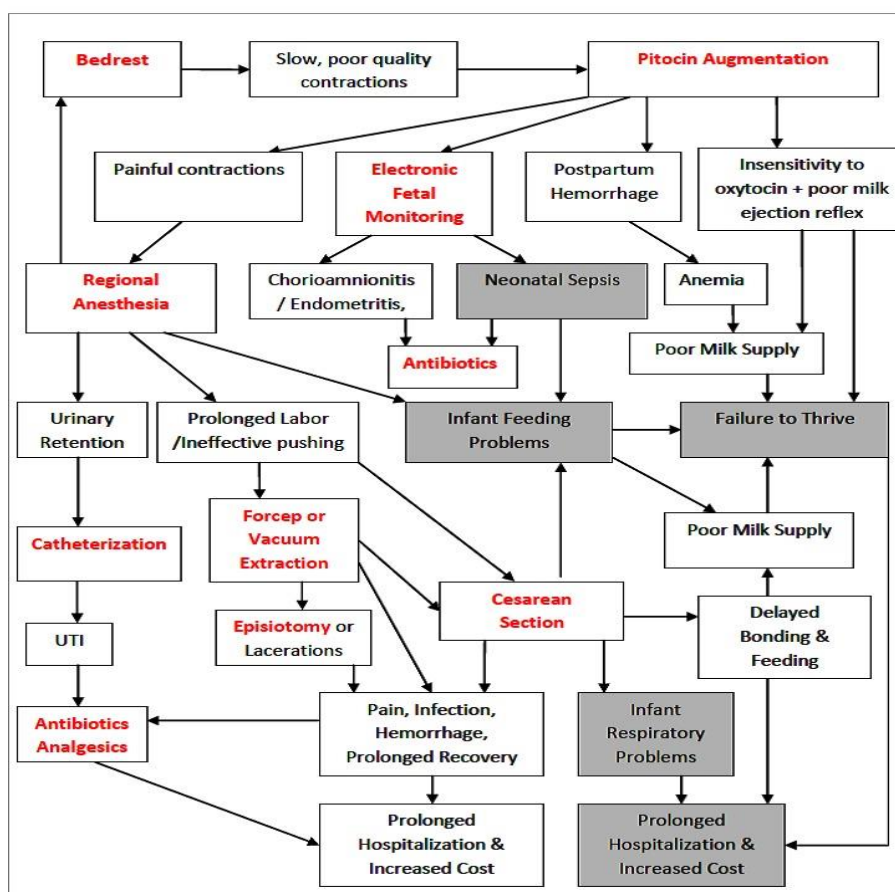 Bedrest
Slow, poor quality
contractions
Pitocin Augmentation
Painful contractions
Electronic
Fetal
Monitoring
Postpartum
Hemorrhage
Insensitivity to
oxytocin + poor milk
ejection reflex
Regional
Anesthesia
Chorioamnionitis
/ Endometritis,
Neonatal Sepsis
Anemia
Antibiotics
Poor Milk Supply
Urinary
Retention
Prolonged Labor
/Ineffective pushing
Infant Feeding
Problems
Failure to Thrive
Catheterization
Forcep or
Vacuum
Extraction
Poor Milk Supply
UTI
Episiotomy or
Lacerations
Cesarean
Section
Delayed
Bonding &
Feeding
Antibiotics
Analgesics
Pain, Infection,
Hemorrhage,
Prolonged Recovery
Infant
Respiratory
Problems
Prolonged
Hospitalization &
Increased Cost
Prolonged
Hospitalization &
Increased Cost